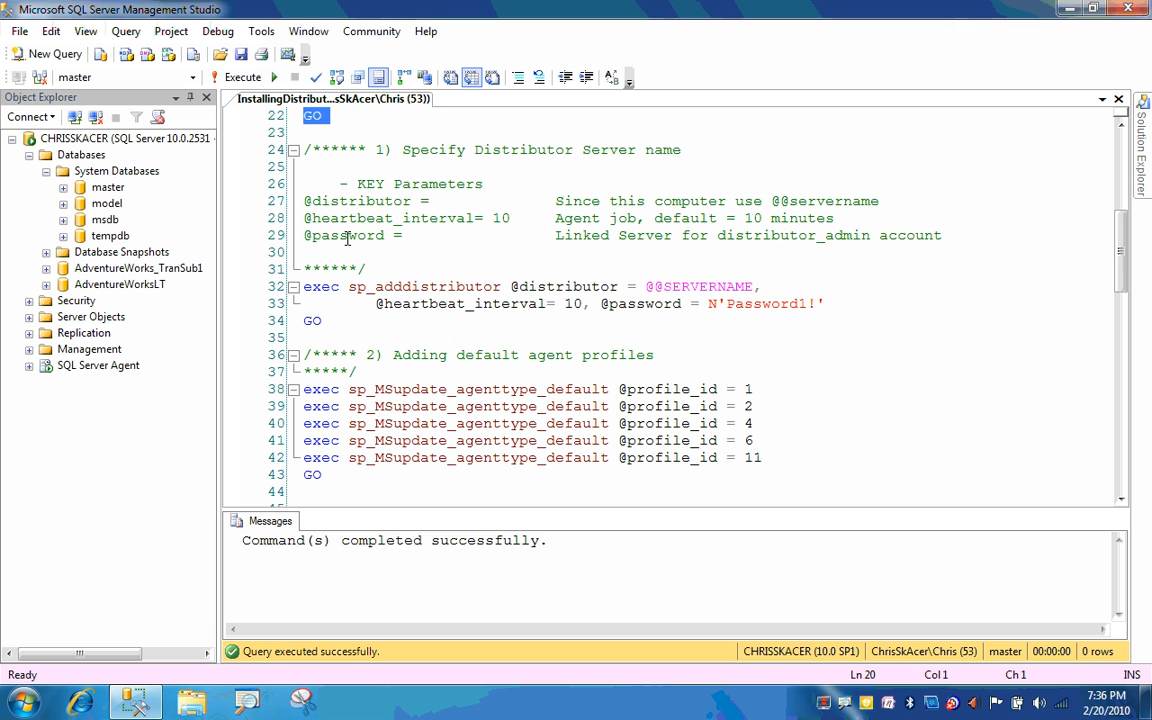 Microsoft SQL Server Management Studio
File Edit View Query Project Debug Tools Window Community Help
New Query
master Execute
Object Explorer
Connect
CHRISSKACER (SQL Server 10.0.2531
Databases
System Databases
master
model
msdb
tempdb
Database Snapshots
AdventureWorks_TranSub1
AdventureWorksLT
Security
Server Objects
Replication
Management
SQL Server Agent
InstallingDistribut...sSkAcer\Chris (53))
22 GO
23
24 /****** 1) Specify Distributor Server name
25
26 - KEY Parameters
27 @distributor = Since this computer use @@servername
28 @heartbeat_interval= 10 Agent job, default = 10 minutes
29 @password = Linked Server for distributor_admin account
30
31 ******/
32 exec sp_adddistributor @distributor = @@SERVERNAME,
33 @heartbeat_interval= 10, @password = N'Password1!'
34 GO
35
36 /***** 2) Adding default agent profiles
37 *****/
38 exec sp_MSupdate_agenttype_default @profile_id = 1
39 exec sp_MSupdate_agenttype_default @profile_id = 2
40 exec sp_MSupdate_agenttype_default @profile_id = 4
41 exec sp_MSupdate_agenttype_default @profile_id = 6
42 exec sp_MSupdate_agenttype_default @profile_id = 11
43 GO
44
Solution Explorer
Messages
Command(s) completed successfully.
Query executed successfully. CHRISSKACER (10.0 SP1) ChrisSkAcer\Chris (53) master 00:00:00 0 rows
Ready Ln 20 Col 1 Ch 1 INS
7:36 PM
2/20/2010